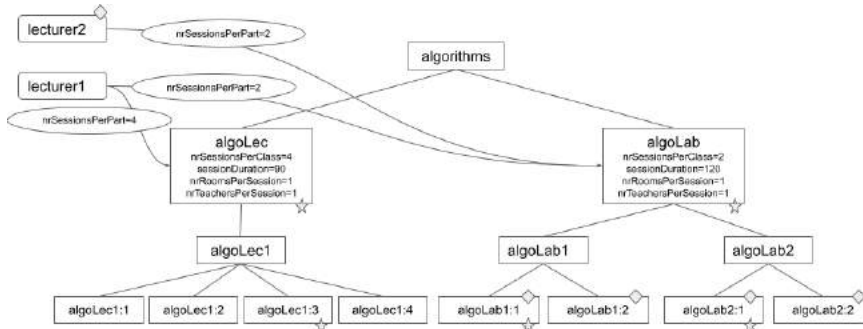 lecturer2
nrSessionsPerPart=2
algorithms
lecturer1
nrSessionsPerPart=2
nrSessionsPerPart=4
algoLec
nrSessionsPerClass=4
sessionDuration=90
nrRoomsPerSession=1
nrTeachersPerSession=1
algoLab
nrSessionsPerClass=2
sessionDuration=120
nrRoomsPerSession=1
nrTeachersPerSession=1
algoLec1
algoLab1
algoLab2
algoLec1:1
algoLec1:2
algoLec1:3
algoLec1:4
algoLab1:1
algoLab1:2
algoLab2:1
algoLab2:2